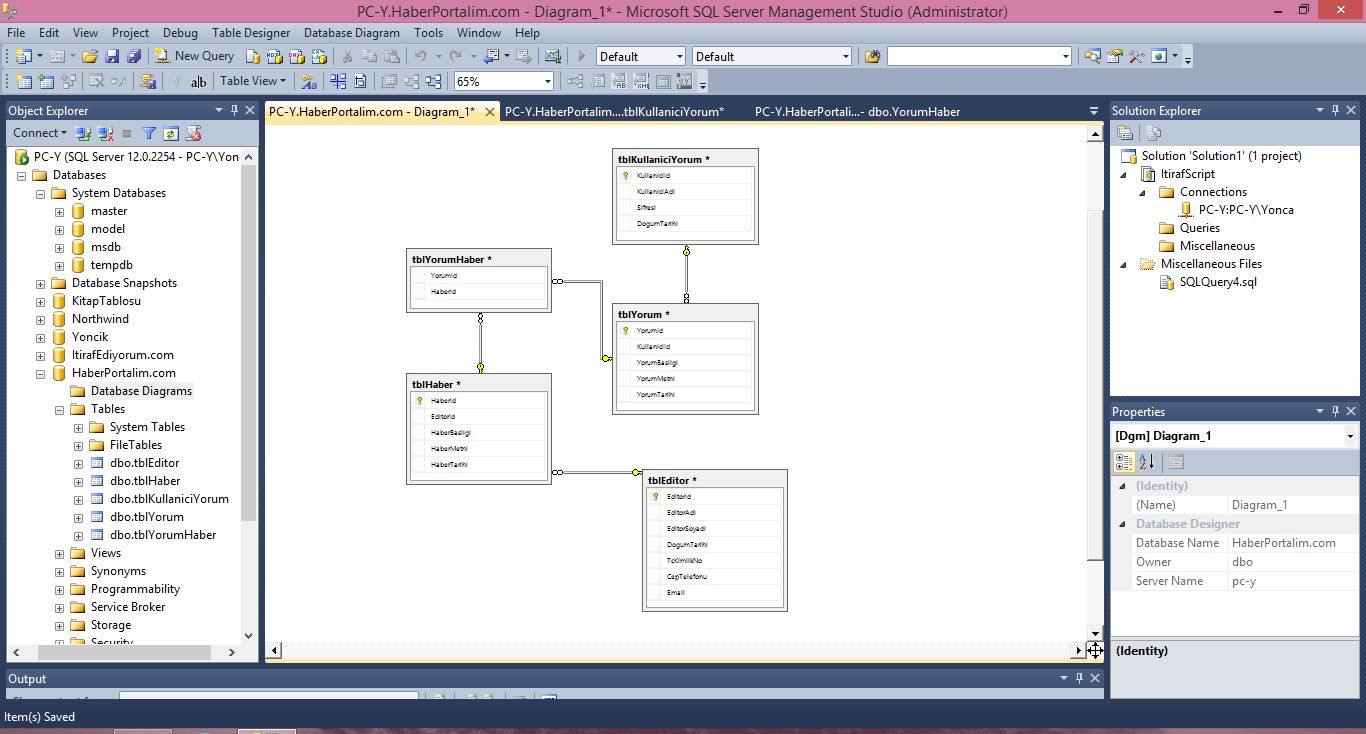 PC-Y.HaberPortalim.com - Diagram_1* - Microsoft SQL Server Management Studio (Administrator)
File Edit View Project Debug Table Designer Database Diagram Tools Window Help
New Query Default Default
Table View 65%
Object Explorer
Connect
PC-Y (SQL Server 12.0.2254 - PC-Y\Yon
Databases
System Databases
master
model
msdb
tempdb
Database Snapshots
KitapTablosu
Northwind
Yoncik
ItirafEdiyorum.com
HaberPortalim.com
Database Diagrams
Tables
System Tables
FileTables
dbo.tblEditor
dbo.tblHaber
dbo.tblKullaniciYorum
dbo.tblYorum
dbo.tblYorumHaber
Views
Synonyms
Programmability
Service Broker
Storage
Security
PC-Y.HaberPortalim.com - Diagram_1* PC-Y.HaberPortalim....tblKullaniciYorum* PC-Y.HaberPortali...- dbo.YorumHaber
tblKullaniciYorum *
KullaniciId
KullaniciAdi
Sifresi
DogumTarihi
tblYorumHaber *
YorumId
HaberId
tblYorum *
YorumId
KullaniciId
YorumBasligi
YorumMetni
YorumTarihi
tblHaber *
HaberId
EditorId
HaberBasligi
HaberMetni
HaberTarihi
tblEditor *
EditorId
EditorAdi
EditorSoyadi
DogumTarihi
TcKimlikNo
CepTelefonu
Email
Solution Explorer
Solution 'Solution1' (1 project)
ItirafScript
Connections
PC-Y:PC-Y\Yonca
Queries
Miscellaneous
Miscellaneous Files
SQLQuery4.sql
Properties
[Dgm] Diagram_1
(Identity)
(Name) Diagram_1
Database Designer
Database Name HaberPortalim.com
Owner dbo
Server Name pc-y
(Identity)
Output
Item(s) Saved